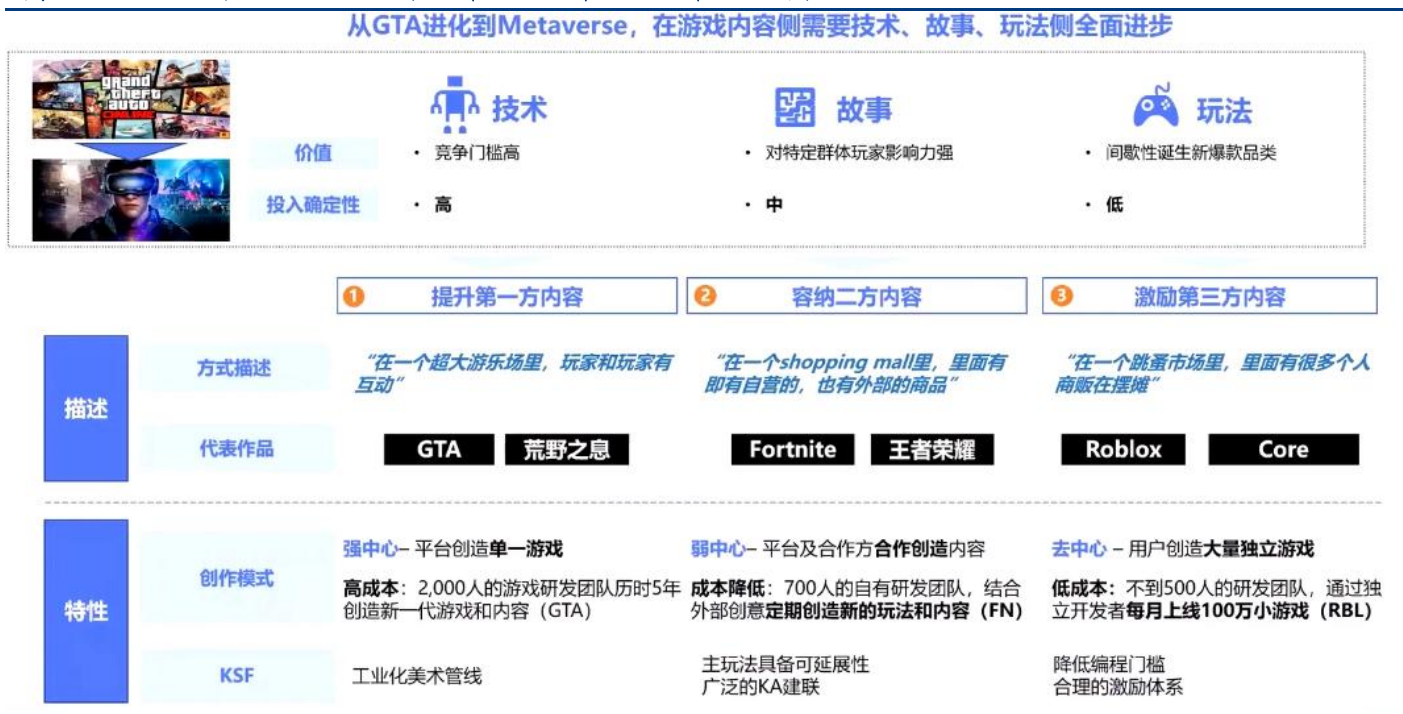 从GTA进化到Metaverse，在游戏内容侧需要技术、故事、玩法侧全面进步
grand
theft
auto
ONLINE
技术
故事
玩法
价值
· 竞争门槛高
· 对特定群体玩家影响力强
· 间歇性诞生新爆款品类
投入确定性
· 高
· 中
· 低
1 提升第一方内容
2 容纳二方内容
3 激励第三方内容
描述
方式描述
“在一个超大游乐场里，玩家和玩家有
互动”
“在一个shopping mall里，里面有
即有自营的，也有外部的商品”
“在一个跳蚤市场里，里面有很多个人
商贩在摆摊”
代表作品
GTA
荒野之息
Fortnite
王者荣耀
Roblox
Core
特性
创作模式
强中心– 平台创造单一游戏
高成本：2,000人的游戏研发团队历时5年
创造新一代游戏和内容（GTA）
弱中心– 平台及合作方合作创造内容
成本降低：700人的自有研发团队，结合
外部创意定期创造新的玩法和内容（FN）
去中心 – 用户创造大量独立游戏
低成本：不到500人的研发团队，通过独
立开发者每月上线100万小游戏（RBL）
KSF
工业化美术管线
主玩法具备可延展性
广泛的KA建联
降低编程门槛
合理的激励体系